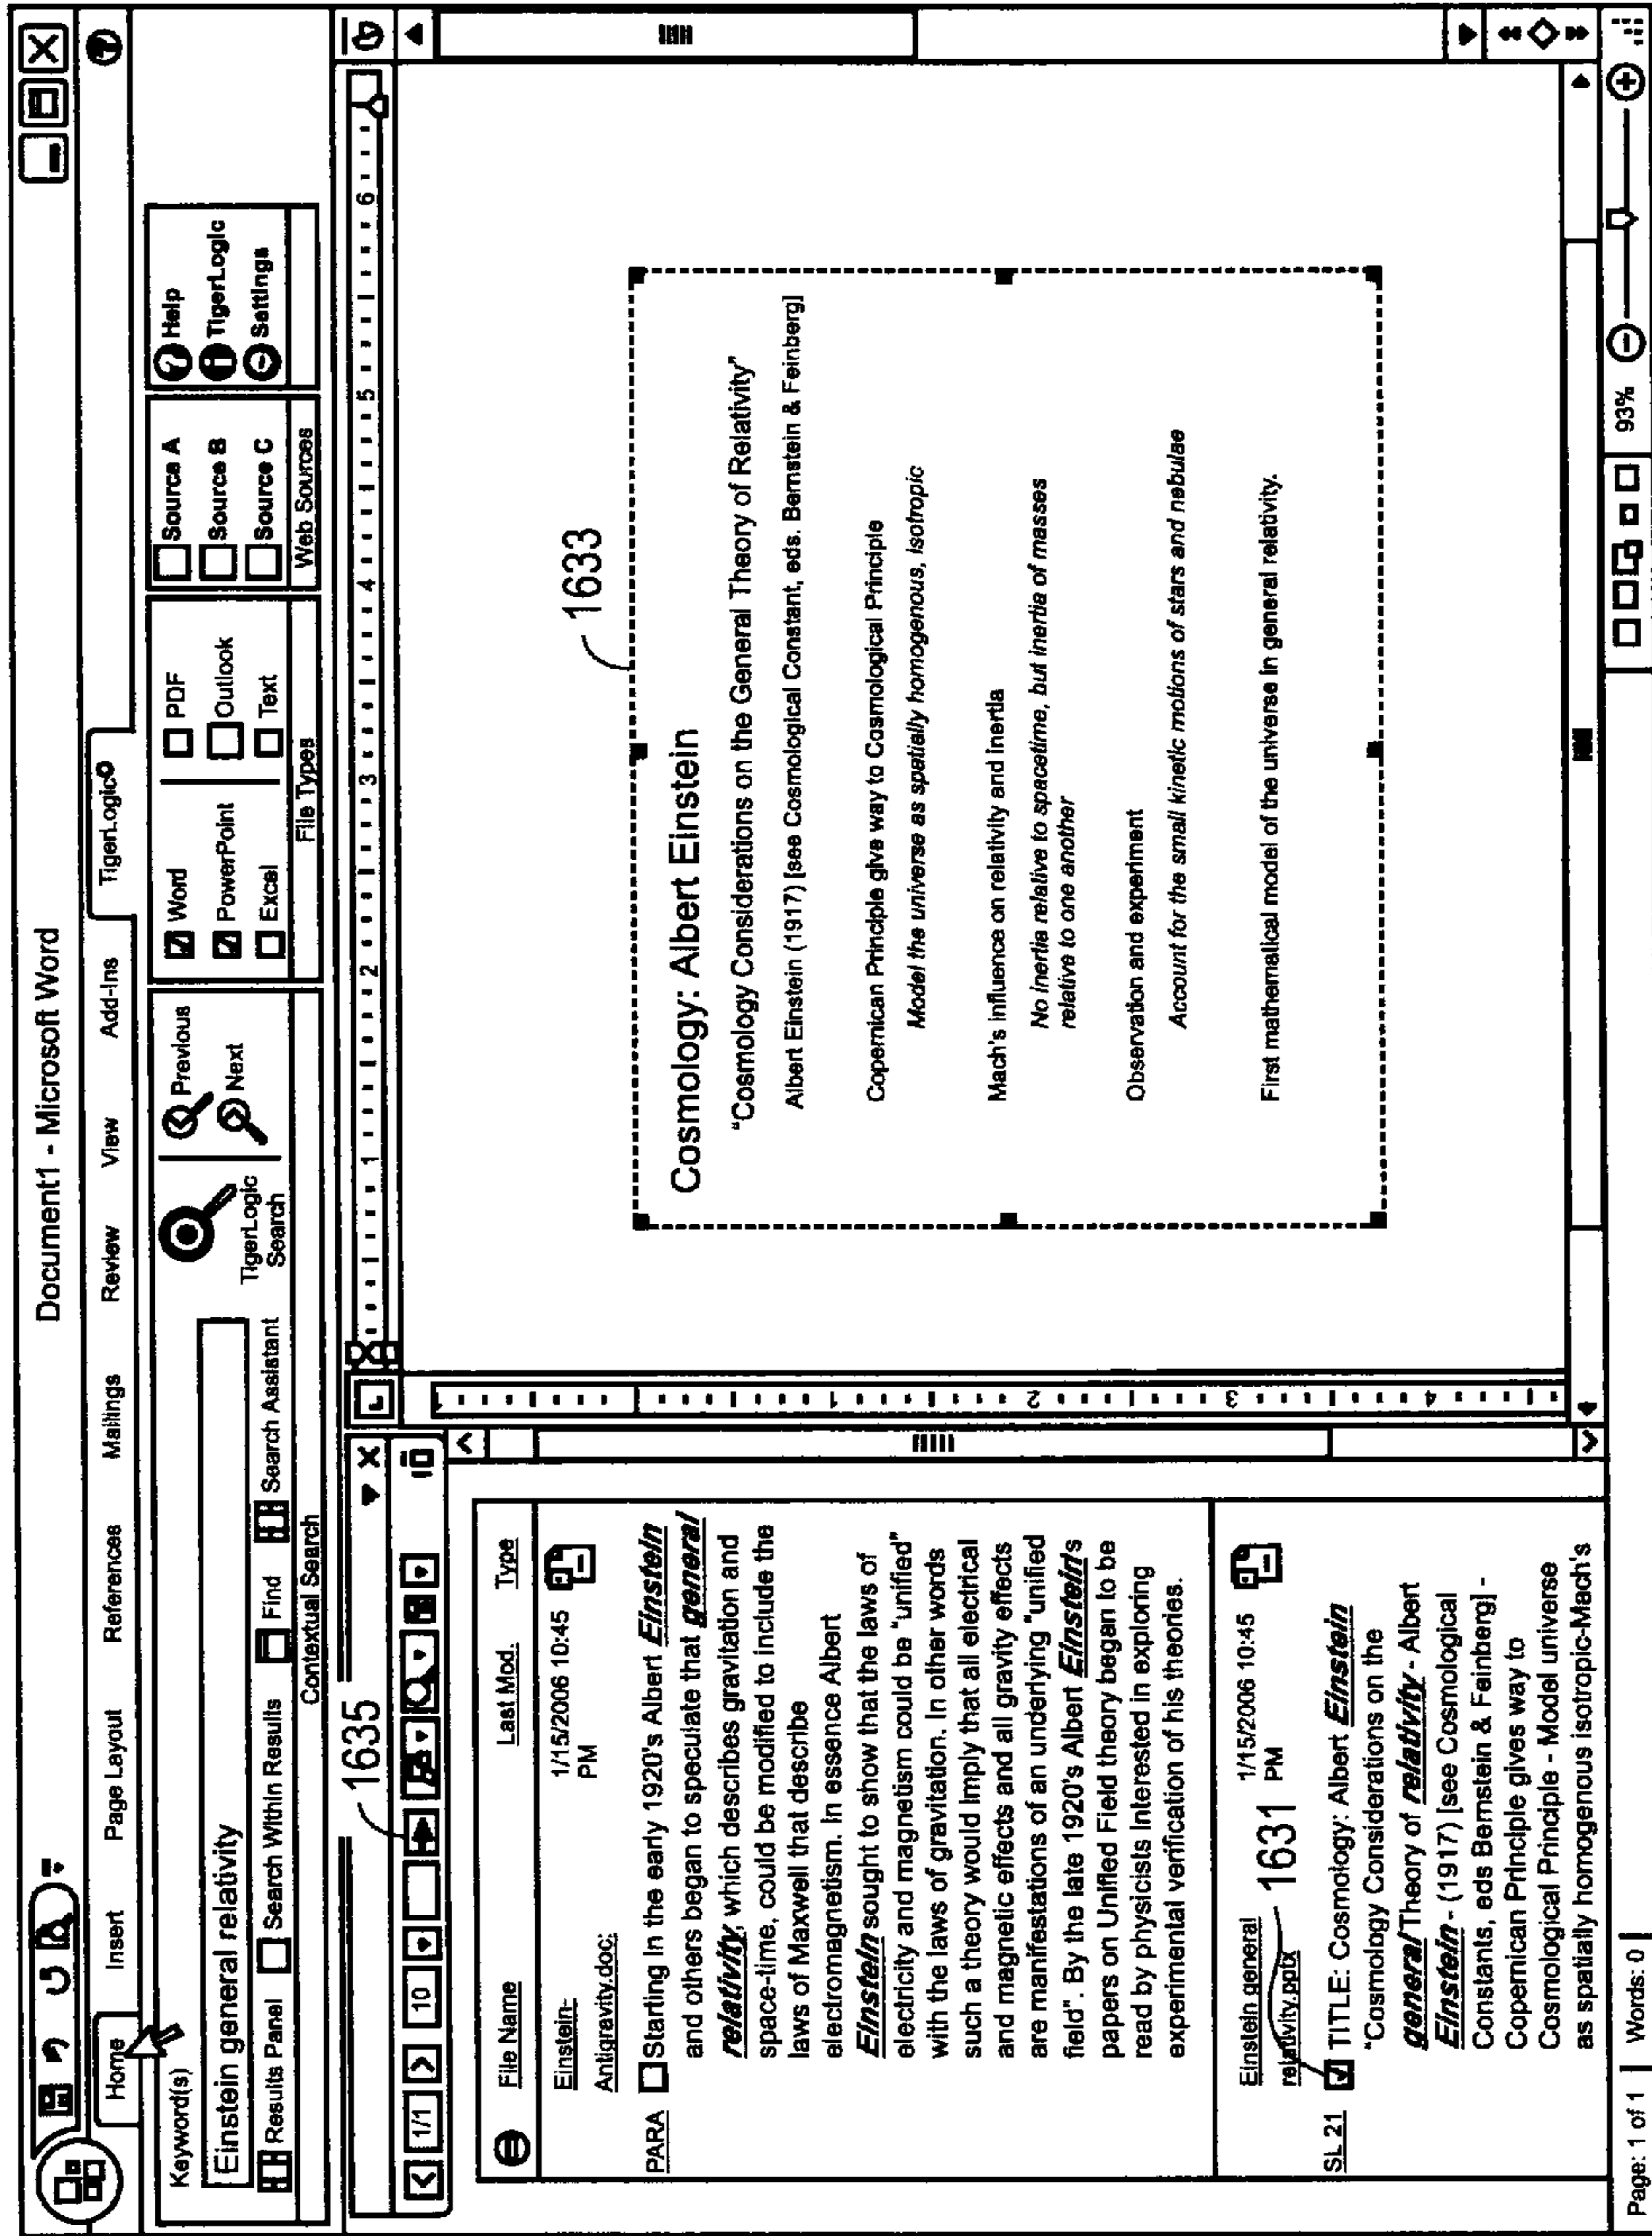 Document1 - Microsoft Word
Home Insert Page Layout References Mailings Review View Add-Ins TigerLogic
Keyword(s)
Einstein general relativity
Results Panel Search Within Results Find Search Assistant
TigerLogic
Search
Previous
Next
Contextual Search
Word
PowerPoint
Excel
PDF
Outlook
Text
File Types
Source A
Source B
Source C
Web Sources
Help
TigerLogic
Settings
1635
1/1 10
File Name Last Mod. Type
Einstein-
Antigravity.doc:
1/15/2006 10:45
PM
PARA Starting In the early 1920's Albert Einstein
and others began to speculate that general
relativity, which describes gravitation and
space-time, could be modified to include the
laws of Maxwell that describe
electromagnetism. In essence Albert
Einstein sought to show that the laws of
electricity and magnetism could be "unified"
with the laws of gravitation. In other words
such a theory would imply that all electrical
and magnetic effects and all gravity effects
are manifestations of an underlying "unified
field". By the late 1920's Albert Einstein's
papers on Unified Field theory began to be
read by physicists Interested in exploring
experimental verification of his theories.
Einstein general
relativity.pptx
1631
1/15/2006 10:45
PM
SL 21 TITLE: Cosmology: Albert Einstein
"Cosmology Considerations on the
general Theory of relativity - Albert
Einstein - (1917) [see Cosmological
Constants, eds Bernstein & Feinberg] -
Copernican Principle gives way to
Cosmological Principle - Model universe
as spatially homogenous isotropic-Mach's
1 2 3 4 5 6
1 2 3 4
1633
Cosmology: Albert Einstein
"Cosmology Considerations on the General Theory of Relativity"
Albert Einstein (1917) [see Cosmological Constant, eds. Bernstein & Feinberg]
Copernican Principle give way to Cosmological Principle
Model the universe as spatially homogenous, isotropic
Mach's influence on relativity and inertia
No inertia relative to spacetime, but inertia of masses
relative to one another
Observation and experiment
Account for the small kinetic motions of stars and nebulae
First mathematical model of the universe in general relativity.
Page: 1 of 1 Words: 0 93%